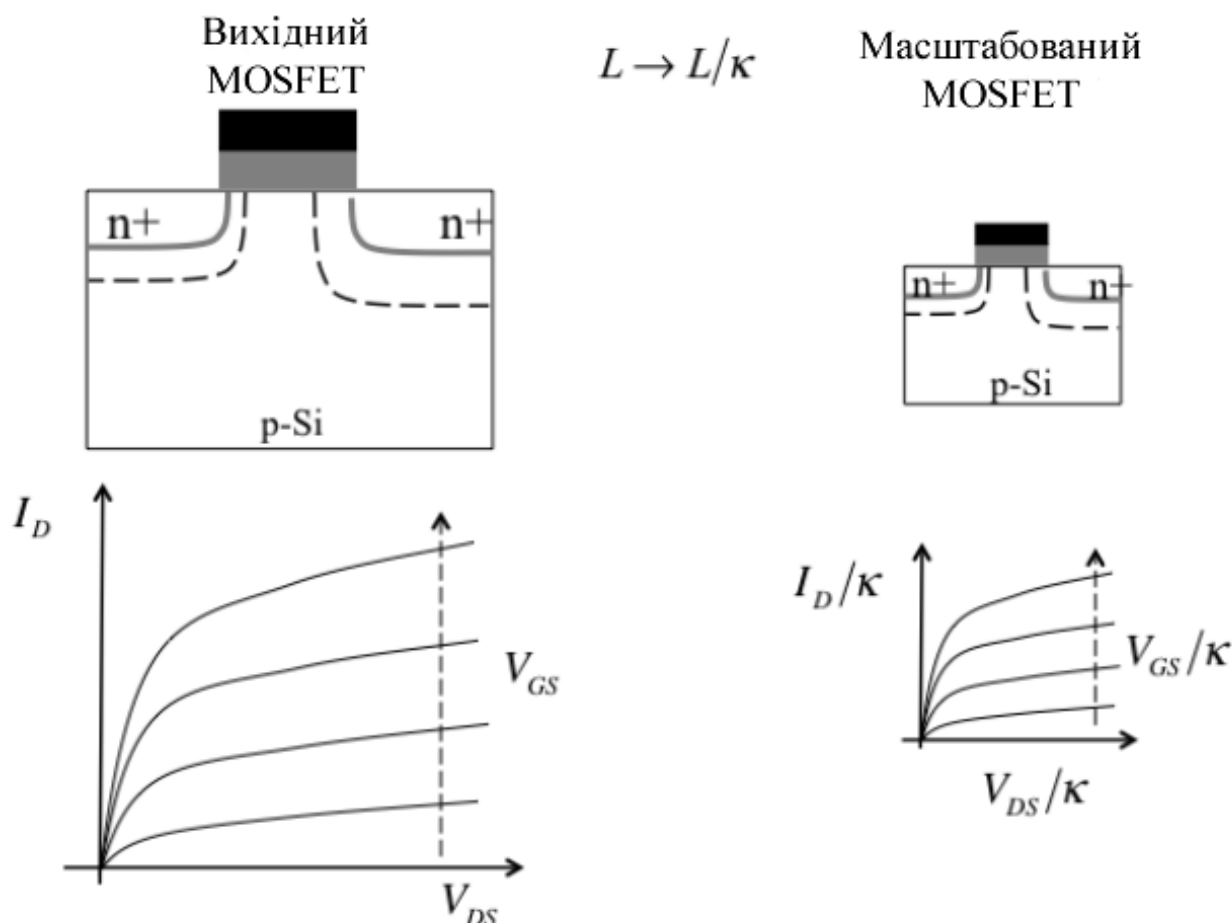 Вихідний
MOSFET
L → L/κ
Масштабований
MOSFET
n+
n+
p-Si
n+
n+
p-Si
I_D
V_GS
V_DS
I_D/κ
V_GS/κ
V_DS/κ